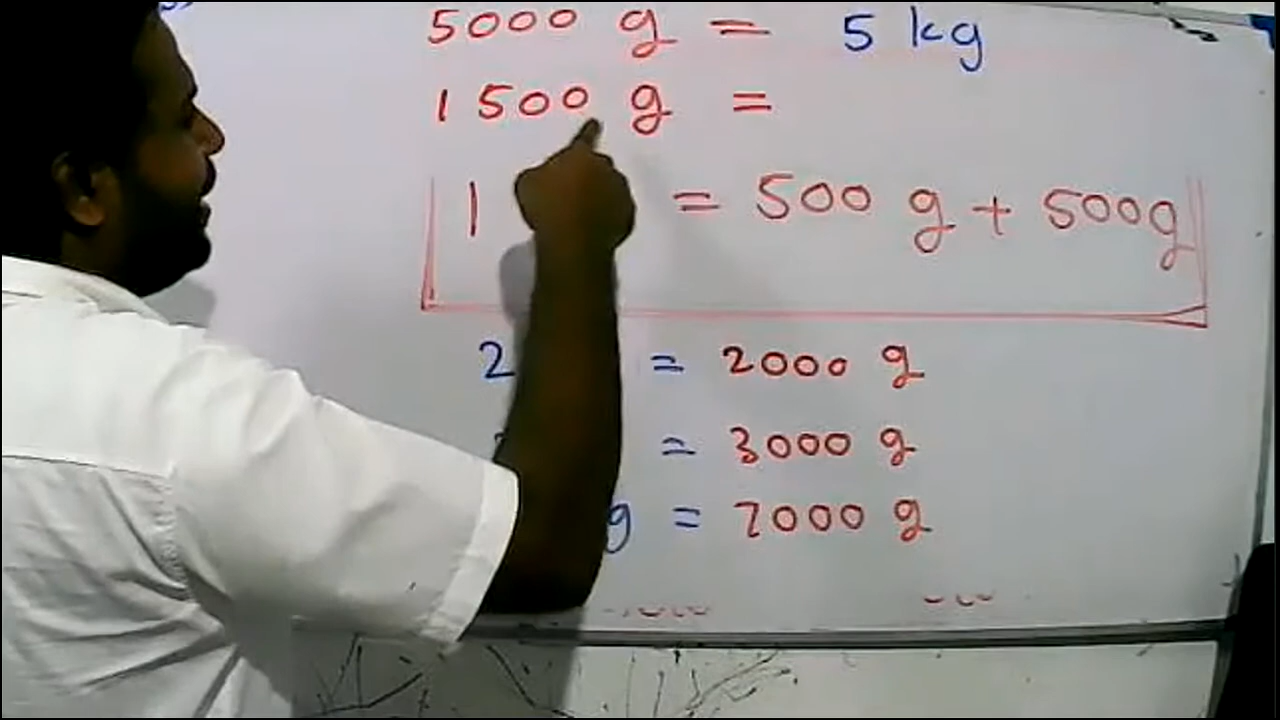 5000 g = 5 kg
1500 g =
1 = 500 g + 500g
2 = 2000 g
= 3000 g
g = 7000 g